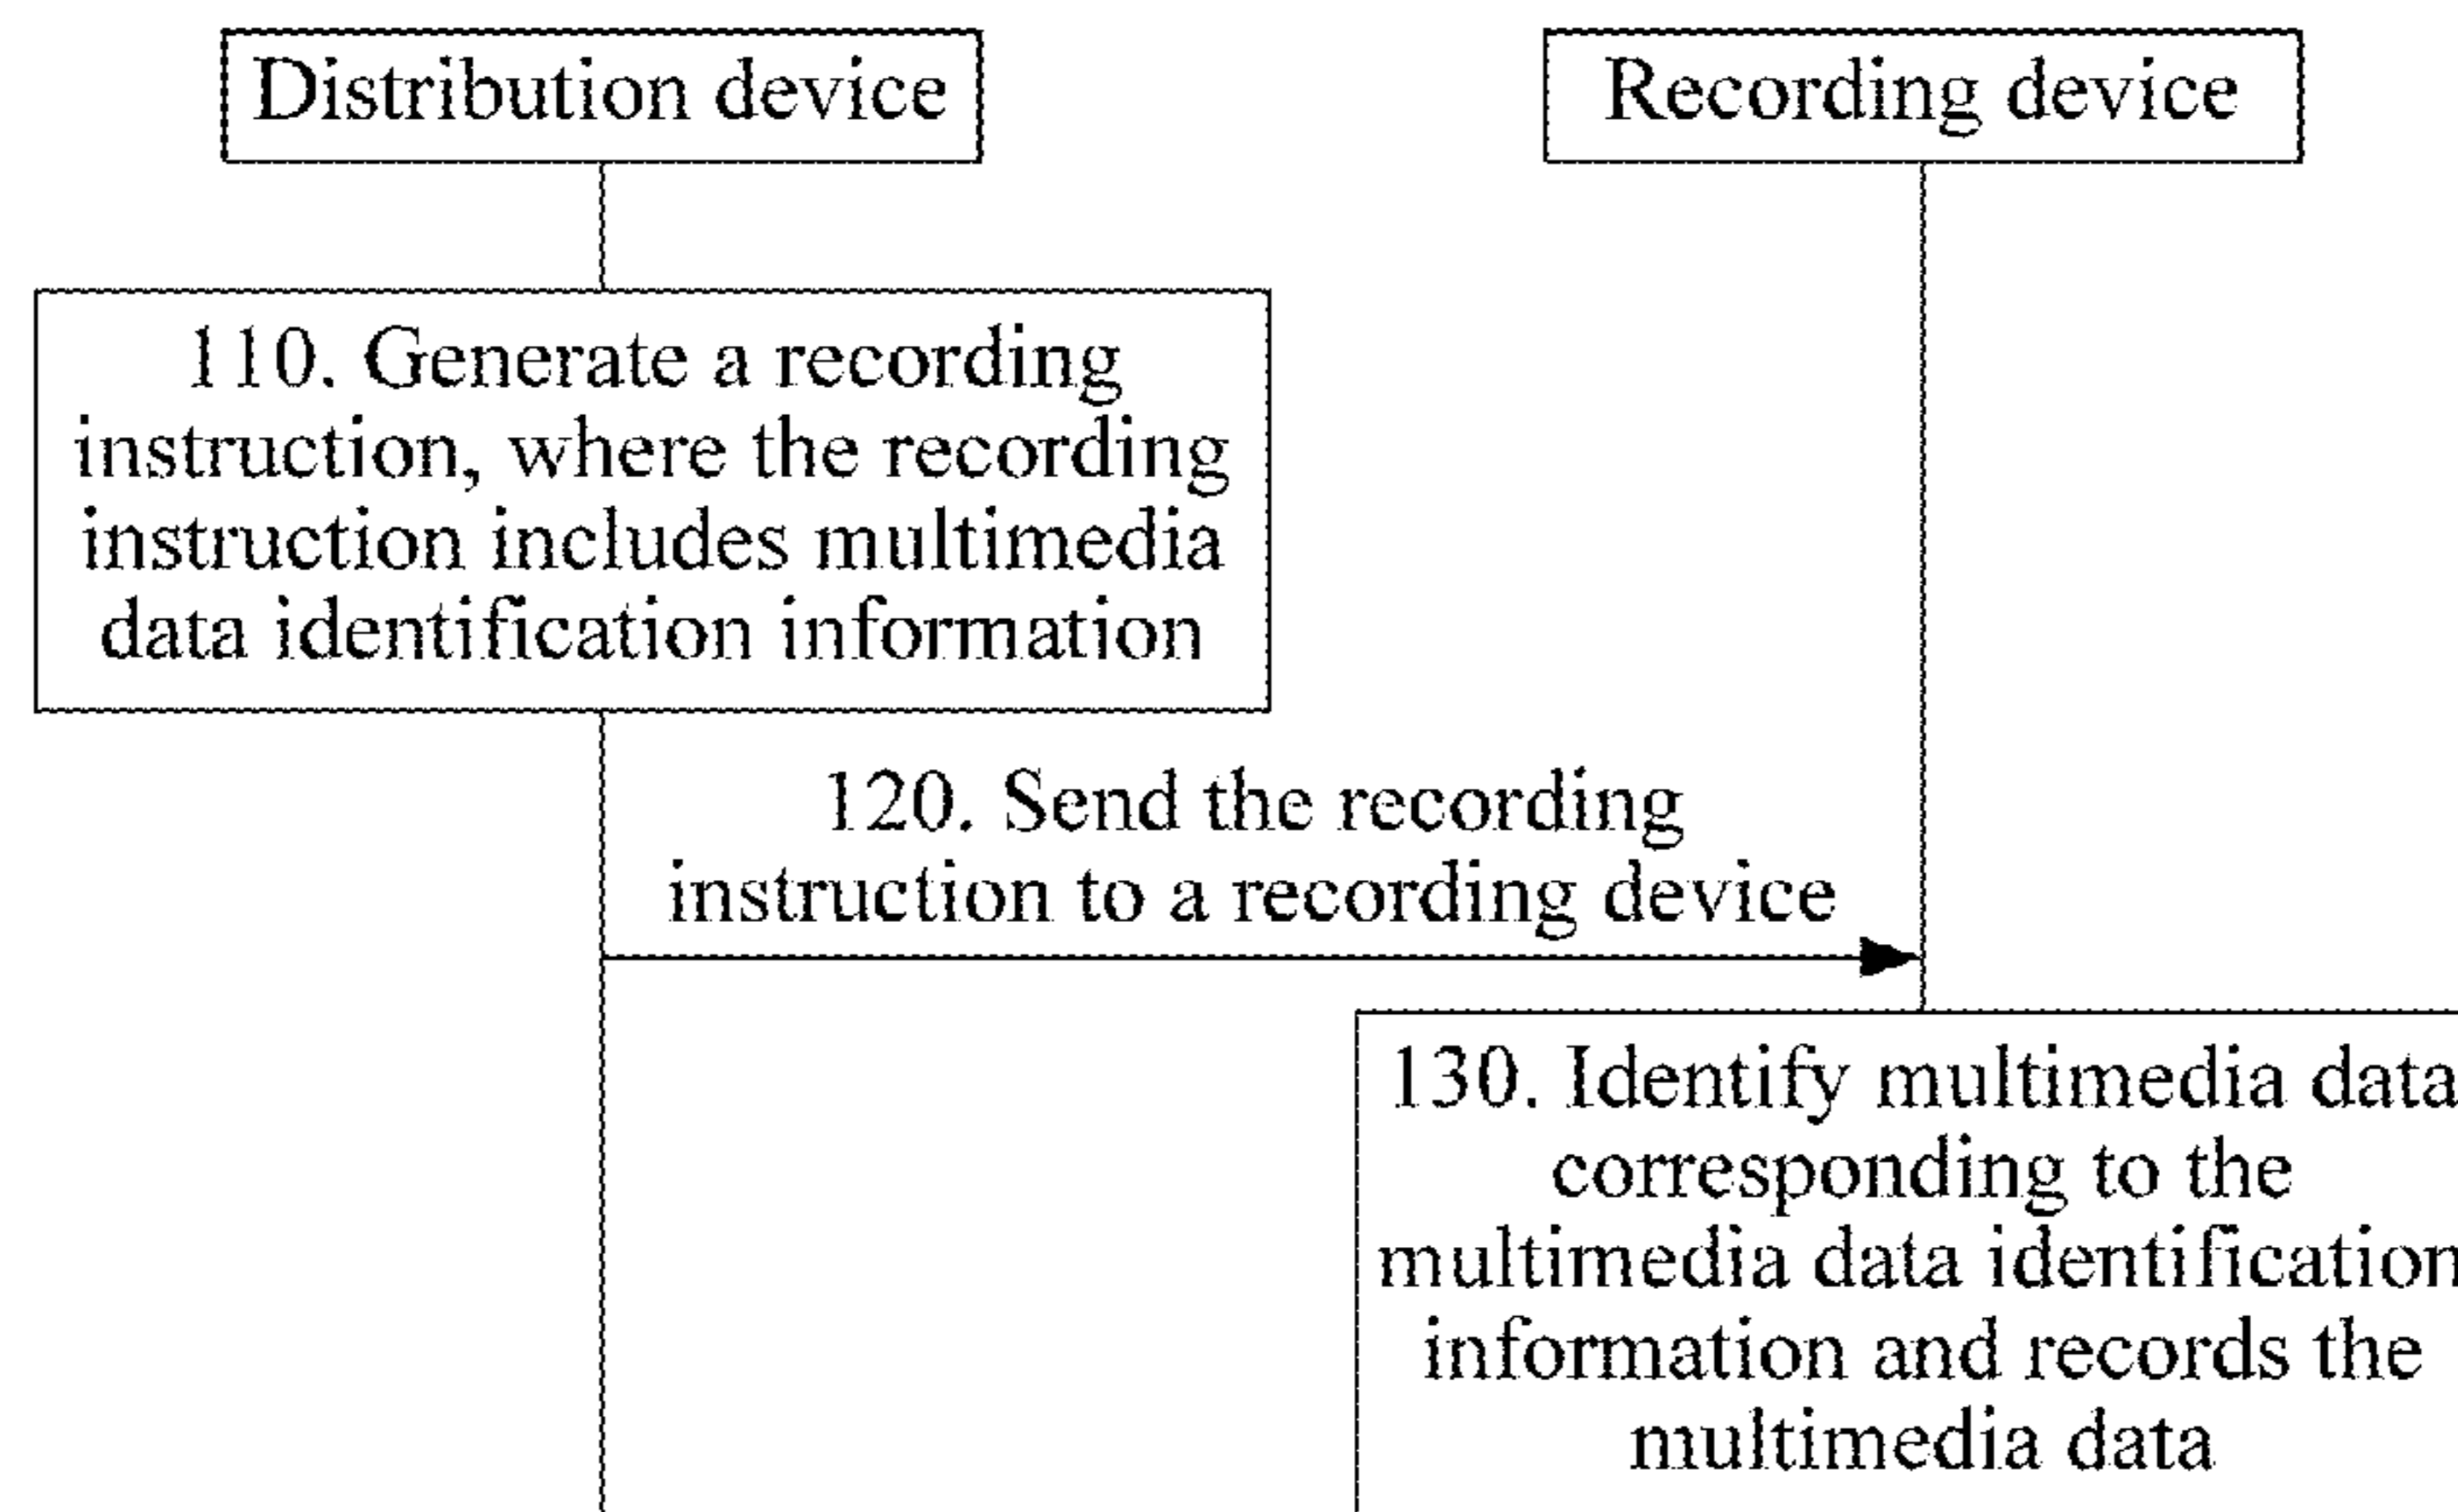 Distribution device
Recording device
110. Generate a recording
instruction, where the recording
instruction includes multimedia
data identification information
120. Send the recording
instruction to a recording device
130. Identify multimedia data
corresponding to the
multimedia data identification
information and records the
multimedia data